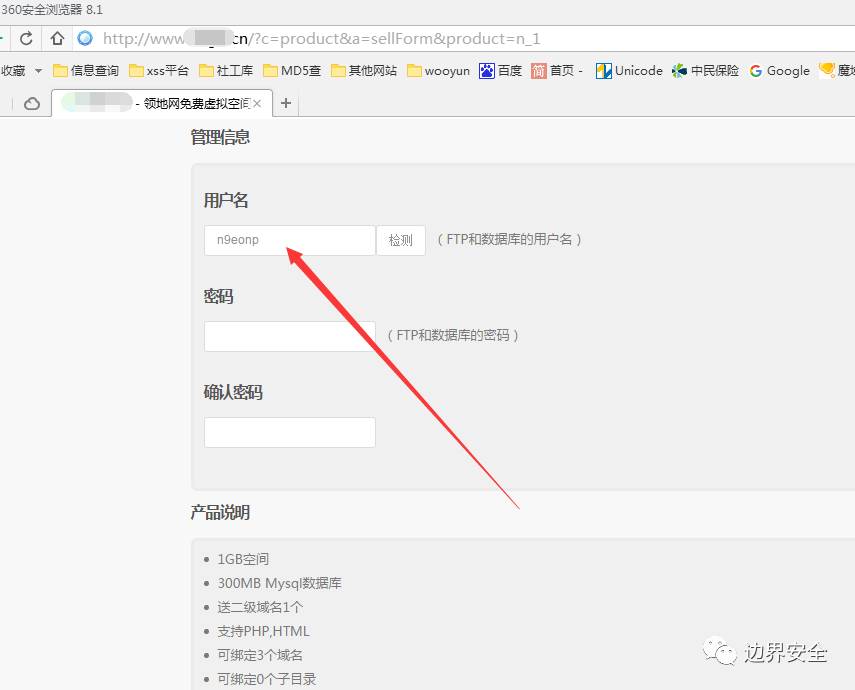 360安全浏览器 8.1
http://www. cn/?c=product&a=sellForm&product=n_1
收藏 信息查询 xss平台 社工库 MD5查 其他网站 wooyun 百度 简 首页 - Unicode 中民保险 Google 魔域
- 领地网免费虚拟空间 × +
管理信息
用户名
n9eonp 检测 (FTP和数据库的用户名)
密码
(FTP和数据库的密码)
确认密码
产品说明
1GB空间
300MB Mysql数据库
送二级域名1个
支持PHP,HTML
可绑定3个域名
可绑定0个子目录
边界安全